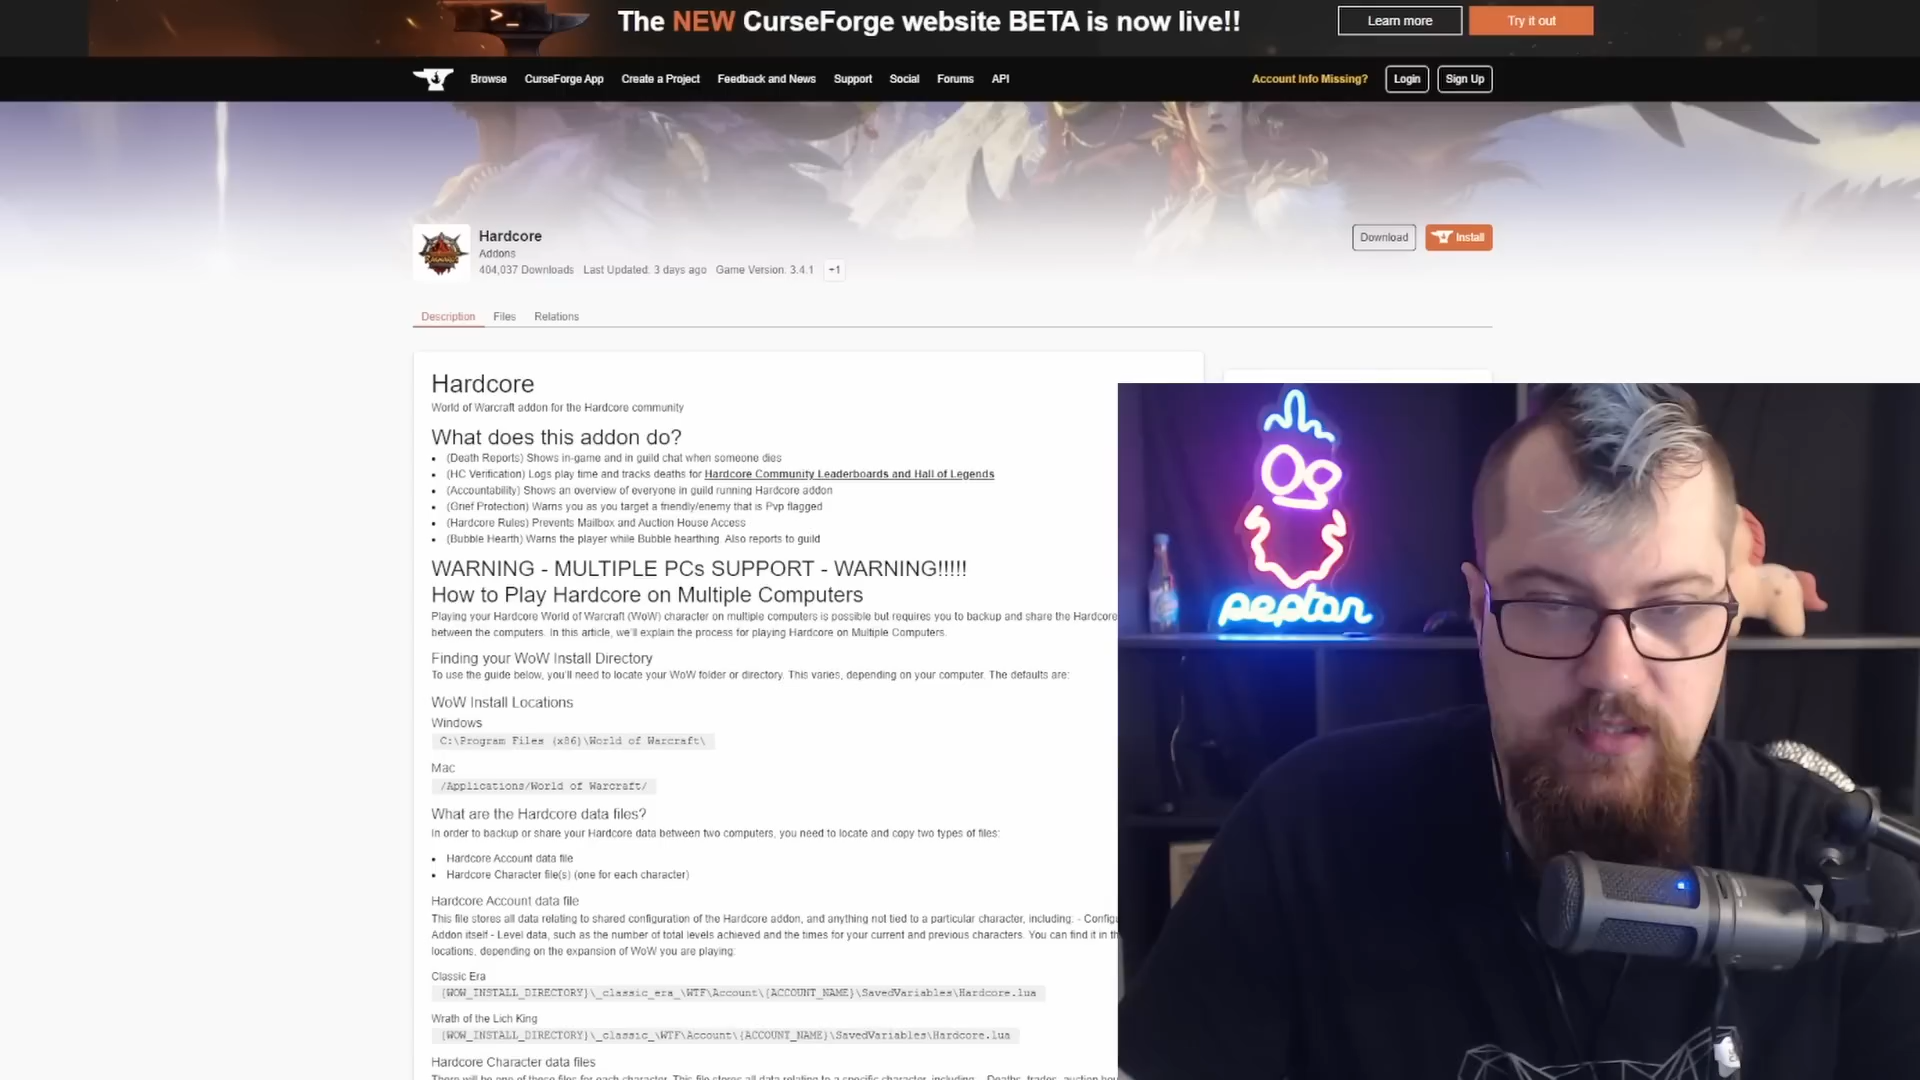 The NEW CurseForge website BETA is now live!!
Learn more
Try it out
Browse
CurseForge App
Create a Project
Feedback and News
Support
Social
Forums
API
Account Info Missing?
Login
Sign Up
Hardcore
Addons
404,037 Downloads Last Updated: 3 days ago Game Version: 3.4.1 +1
Download
Install
Description
Files
Relations
Hardcore
World of Warcraft addon for the Hardcore community
What does this addon do?
(Death Reports) Shows in-game and in guild chat when someone dies
(HC Verification) Logs play time and tracks deaths for Hardcore Community Leaderboards and Hall of Legends
(Accountability) Shows an overview of everyone in guild running Hardcore addon
(Grief Protection) Warns you as you target a friendly/enemy that is Pvp flagged
(Hardcore Rules) Prevents Mailbox and Auction House Access
(Bubble Hearth) Warns the player while Bubble hearthing. Also reports to guild
WARNING - MULTIPLE PCs SUPPORT - WARNING!!!!!
How to Play Hardcore on Multiple Computers
Playing your Hardcore World of Warcraft (WoW) character on multiple computers is possible but requires you to backup and share the Hardcore
between the computers. In this article, we'll explain the process for playing Hardcore on Multiple Computers.
Finding your WoW Install Directory
To use the guide below, you'll need to locate your WoW folder or directory. This varies, depending on your computer. The defaults are:
WoW Install Locations
Windows
C:\Program Files (x86)\World of Warcraft\
Mac
/Applications/World of Warcraft/
What are the Hardcore data files?
In order to backup or share your Hardcore data between two computers, you need to locate and copy two types of files:
Hardcore Account data file
Hardcore Character file(s) (one for each character)
Hardcore Account data file
This file stores all data relating to shared configuration of the Hardcore addon, and anything not tied to a particular character, including: - Config
Addon itself - Level data, such as the number of total levels achieved and the times for your current and previous characters. You can find it in th
locations, depending on the expansion of WoW you are playing:
Classic Era
{WOW_INSTALL_DIRECTORY}\_classic_era_\WTF\Account\{ACCOUNT_NAME}\SavedVariables\Hardcore.lua
Wrath of the Lich King
{WOW_INSTALL_DIRECTORY}\_classic_\WTF\Account\{ACCOUNT_NAME}\SavedVariables\Hardcore.lua
Hardcore Character data files
peptan